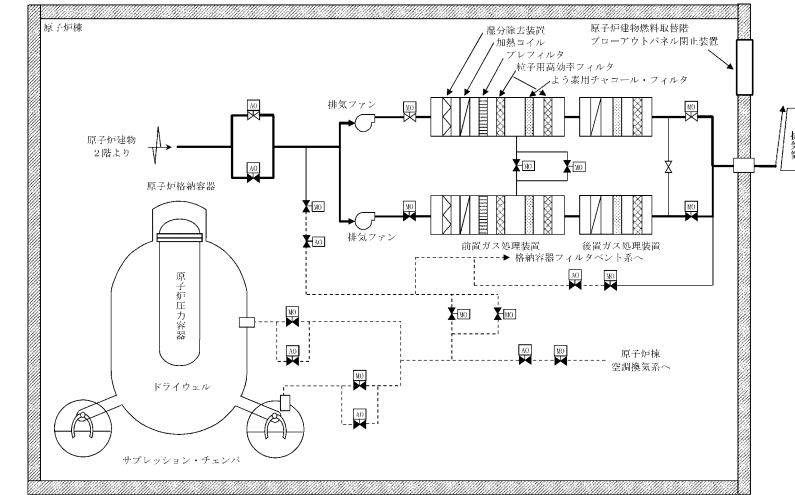 原子炉棟
湿分除去装置
加熱コイル
プレフィルタ
粒子用高効率フィルタ
よう素用チャコール・フィルタ
原子炉建物燃料取替階
ブローアウトパネル閉止装置
排気ファン
AO
MO
MO
原子炉建物
2階より
AO
MO
MO
原子炉格納容器
MO
MO
MO
排気ファン
AO
前置ガス処理装置
後置ガス処理装置
格納容器フィルタベント系へ
AO
MO
原子炉圧力容器
MO
MO
MO
AO
AO
MO
原子炉棟
空調換気系へ
ドライウェル
MO
AO
サプレッション・チェンバ